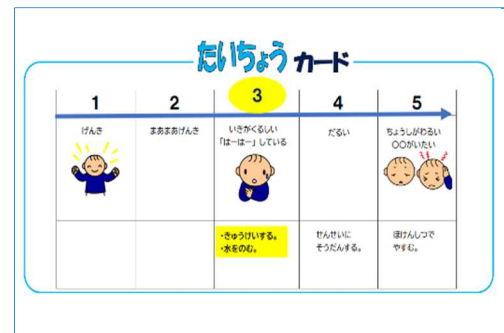 たいちょうカード
1 2 3 4 5
げんき
まあまあげんき
いきがくるしい
「はーはー」している
だるい
ちょうしがわるい
〇〇がいたい
・きゅうけいする。
・水をのむ。
せんせいに
そうだんする。
ほけんしつで
やすむ。